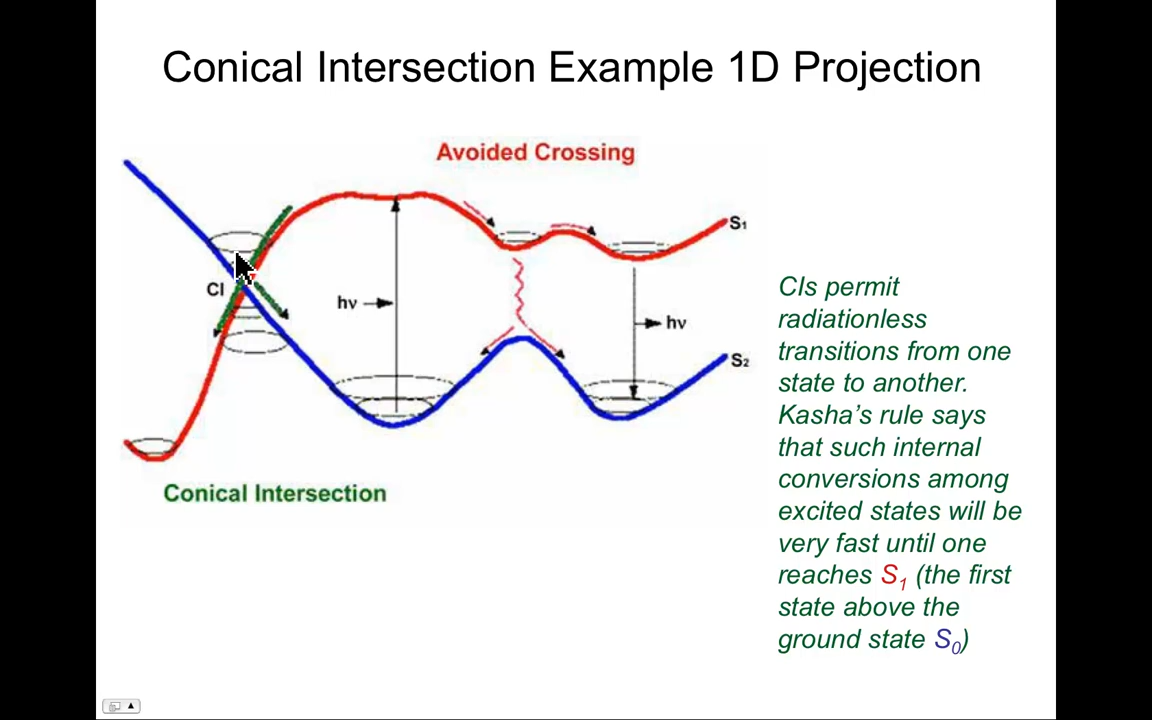 Conical Intersection Example 1D Projection
Avoided Crossing
S1
CI
hν
hν
S2
Conical Intersection
CIs permit
radiationless
transitions from one
state to another.
Kasha’s rule says
that such internal
conversions among
excited states will be
very fast until one
reaches S1 (the first
state above the
ground state S0)